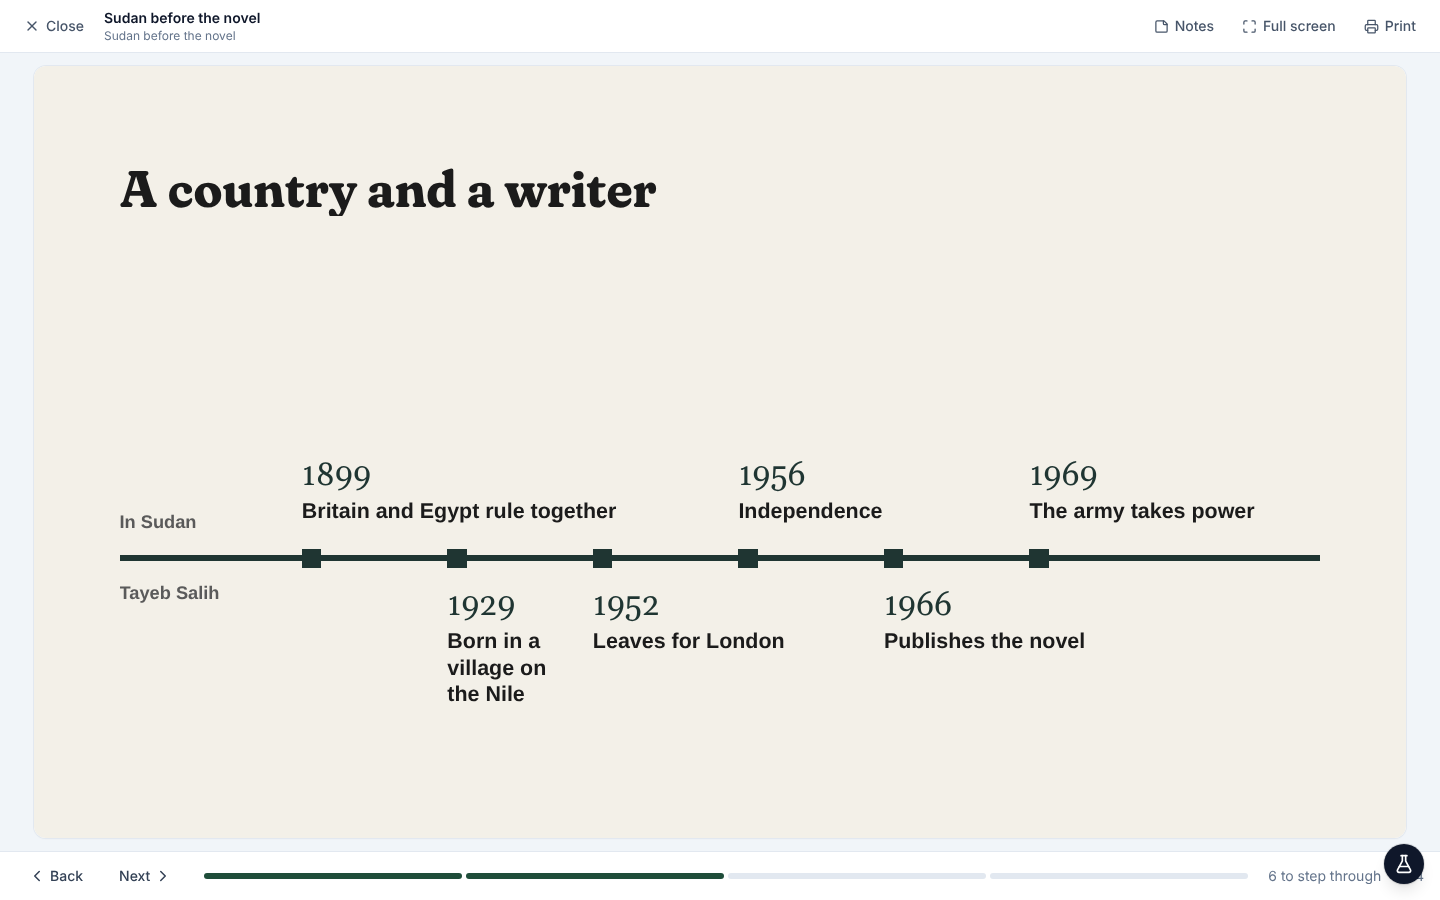 Close
Sudan before the novel
Sudan before the novel
Notes
Full screen
Print
A country and a writer
1899
Britain and Egypt rule together
1956
Independence
1969
The army takes power
In Sudan
Tayeb Salih
1929
Born in a
village on
the Nile
1952
Leaves for London
1966
Publishes the novel
Back
Next
6 to step through